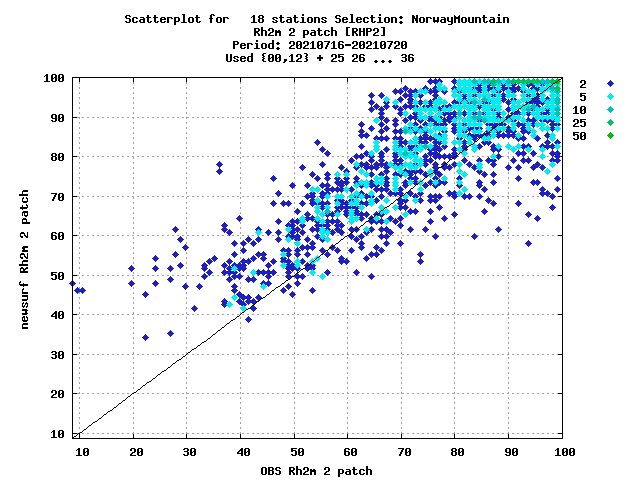 Scatterplot for   18 stations Selection: NorwayMountain
Rh2m 2 patch [RHP2]
Period: 20210716-20210720
Used {00,12} + 25 26 ... 36
100
90
80
70
60
50
40
30
20
10
newsurf Rh2m 2 patch
10 20 30 40 50 60 70 80 90 100
OBS Rh2m 2 patch
2
5
10
25
50